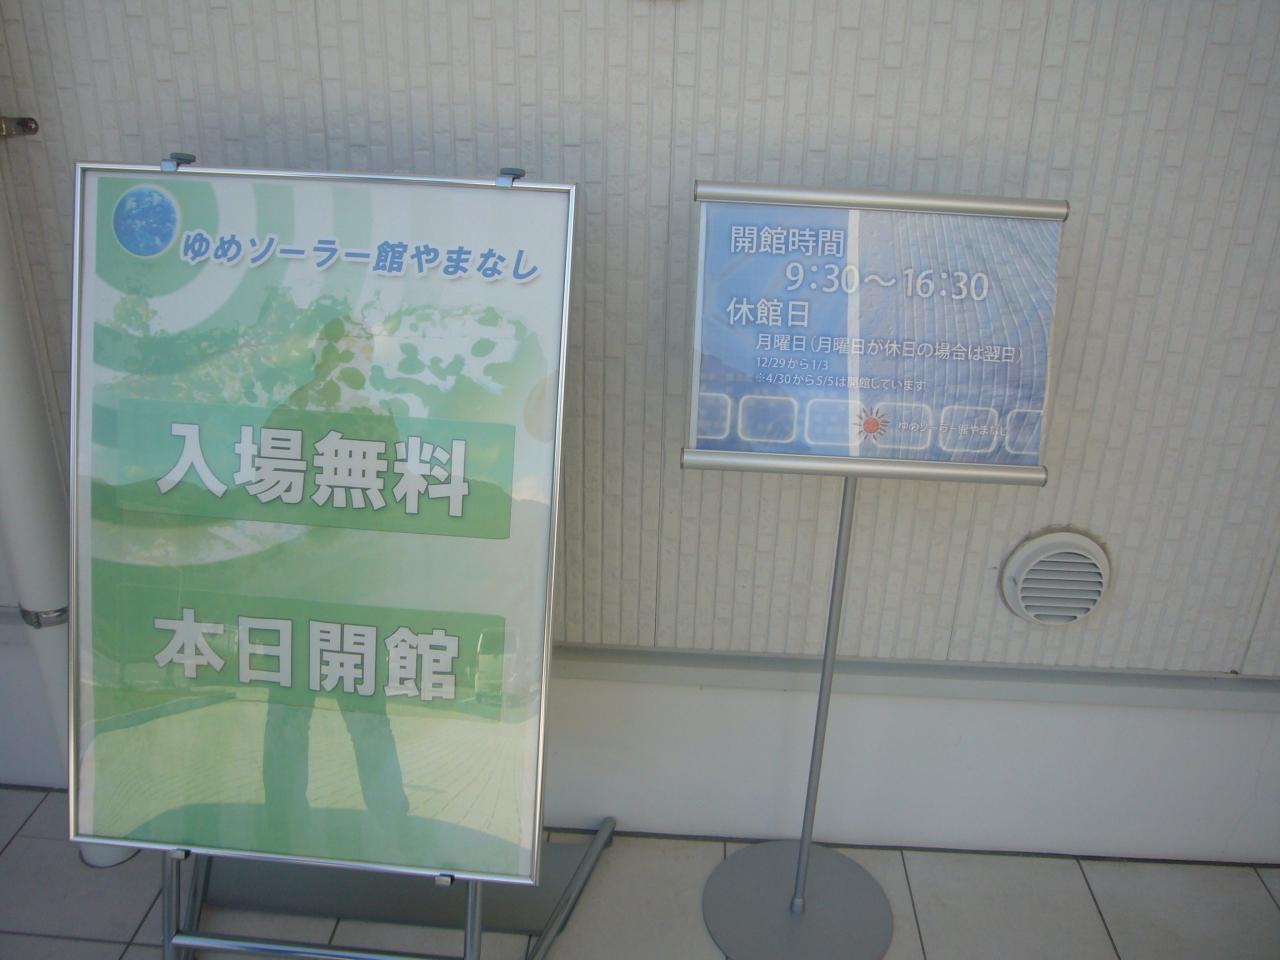 ゆめソーラー館やまなし
入場無料
本日開館
開館時間
9:30～16:30
休館日
月曜日(月曜日が休日の場合は翌日)
12/29から1/3
※4/30から5/5は開館しています
ゆめソーラー館やまなし